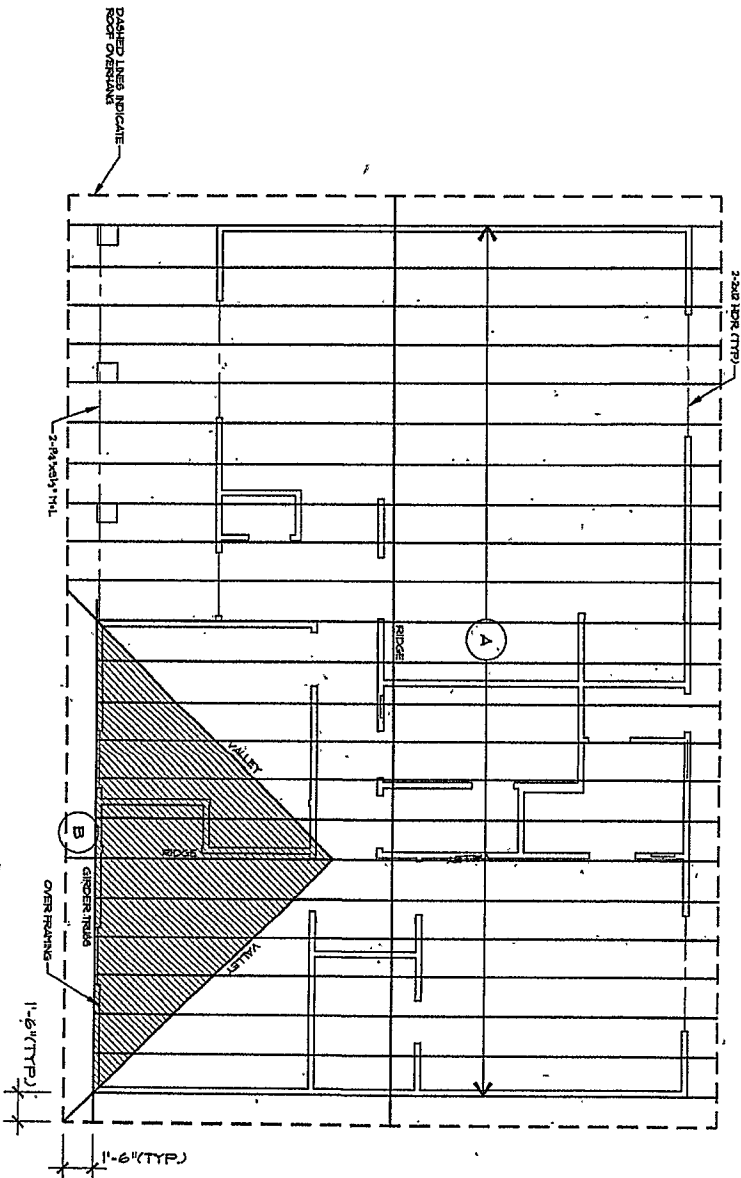 DASHED LINES INDICATE
ROOF OVERHANG
2-2x12 HDR. (TYP)
RIDGE
A
VALLEY
RIDGE
VALLEY
B
GIRDER TRUSS
OVER FRAMING
1'-6"(TYP.)
1'-6"(TYP.)